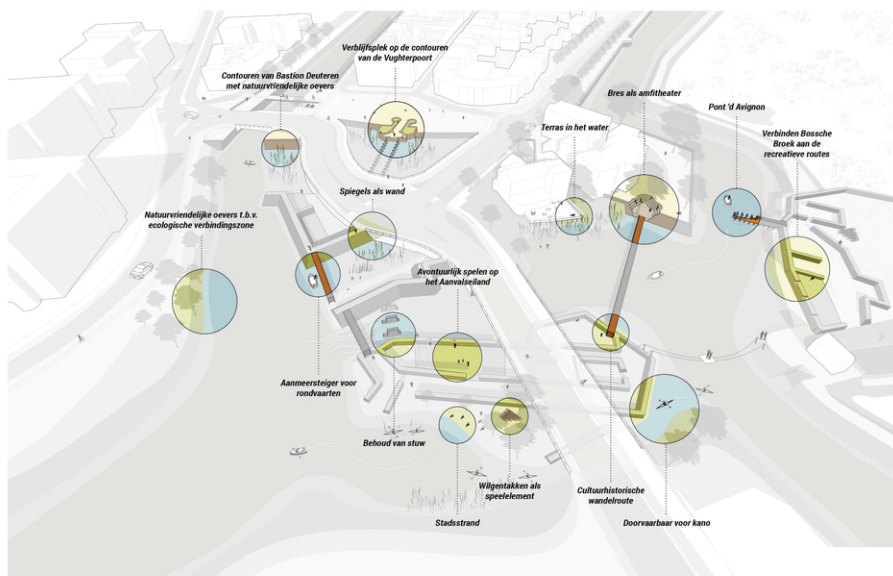 Verblijfsplek op de contouren
van de Vughterpoort
Contouren van Bastion Deuteren
met natuurvriendelijke oevers
Bres als amfitheater
Pont 'd Avignon
Terras in het water
Verbinden Bossche
Broek aan de
recreatieve routes
Spiegels als wand
Natuurvriendelijke oevers t.b.v.
ecologische verbindingszone
Avontuurlijk spelen op
het Aanvalseiland
Aanmeersteiger voor
rondvaarten
Behoud van stuw
Wilgentakken als
speelelement
Cultuurhistorische
wandelroute
Stadsstrand
Doorvaarbaar voor kano